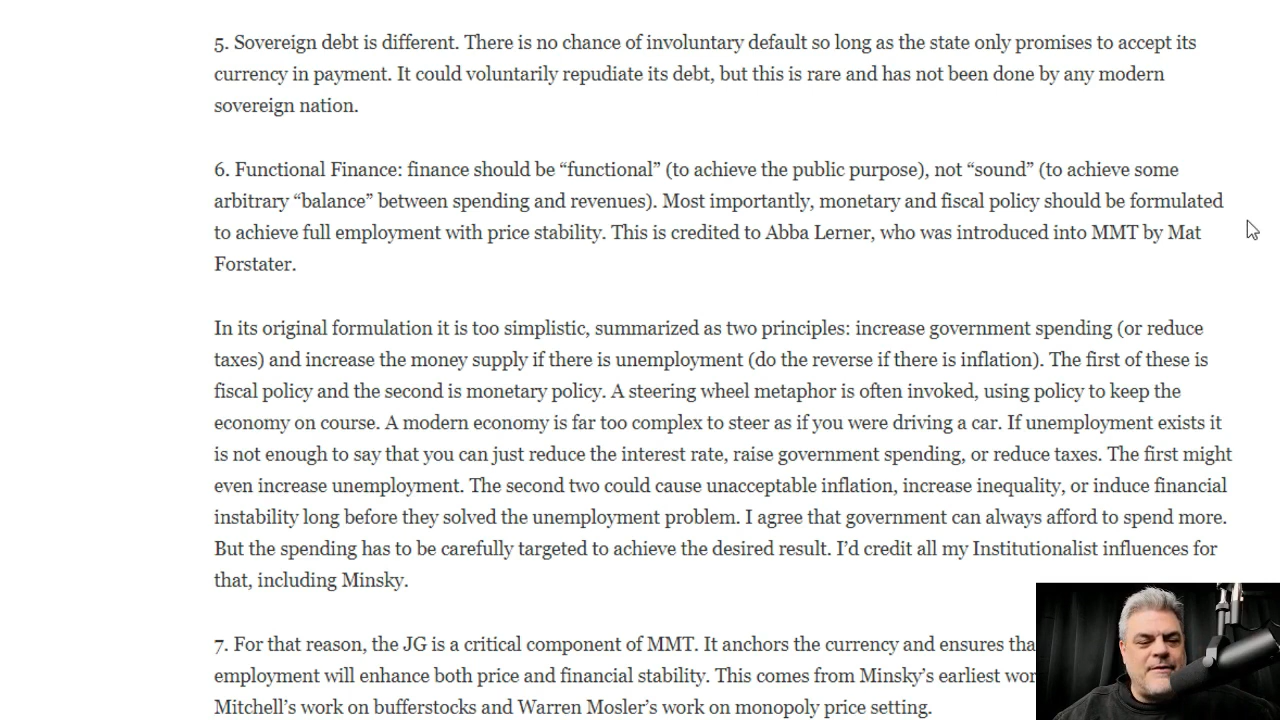 5. Sovereign debt is different. There is no chance of involuntary default so long as the state only promises to accept its
currency in payment. It could voluntarily repudiate its debt, but this is rare and has not been done by any modern
sovereign nation.
6. Functional Finance: finance should be “functional” (to achieve the public purpose), not “sound” (to achieve some
arbitrary “balance” between spending and revenues). Most importantly, monetary and fiscal policy should be formulated
to achieve full employment with price stability. This is credited to Abba Lerner, who was introduced into MMT by Mat
Forstater.
In its original formulation it is too simplistic, summarized as two principles: increase government spending (or reduce
taxes) and increase the money supply if there is unemployment (do the reverse if there is inflation). The first of these is
fiscal policy and the second is monetary policy. A steering wheel metaphor is often invoked, using policy to keep the
economy on course. A modern economy is far too complex to steer as if you were driving a car. If unemployment exists it
is not enough to say that you can just reduce the interest rate, raise government spending, or reduce taxes. The first might
even increase unemployment. The second two could cause unacceptable inflation, increase inequality, or induce financial
instability long before they solved the unemployment problem. I agree that government can always afford to spend more.
But the spending has to be carefully targeted to achieve the desired result. I’d credit all my Institutionalist influences for
that, including Minsky.
7. For that reason, the JG is a critical component of MMT. It anchors the currency and ensures
employment will enhance both price and financial stability. This comes from Minsky’s earliest
Mitchell’s work on bufferstocks and Warren Mosler’s work on monopoly price setting.